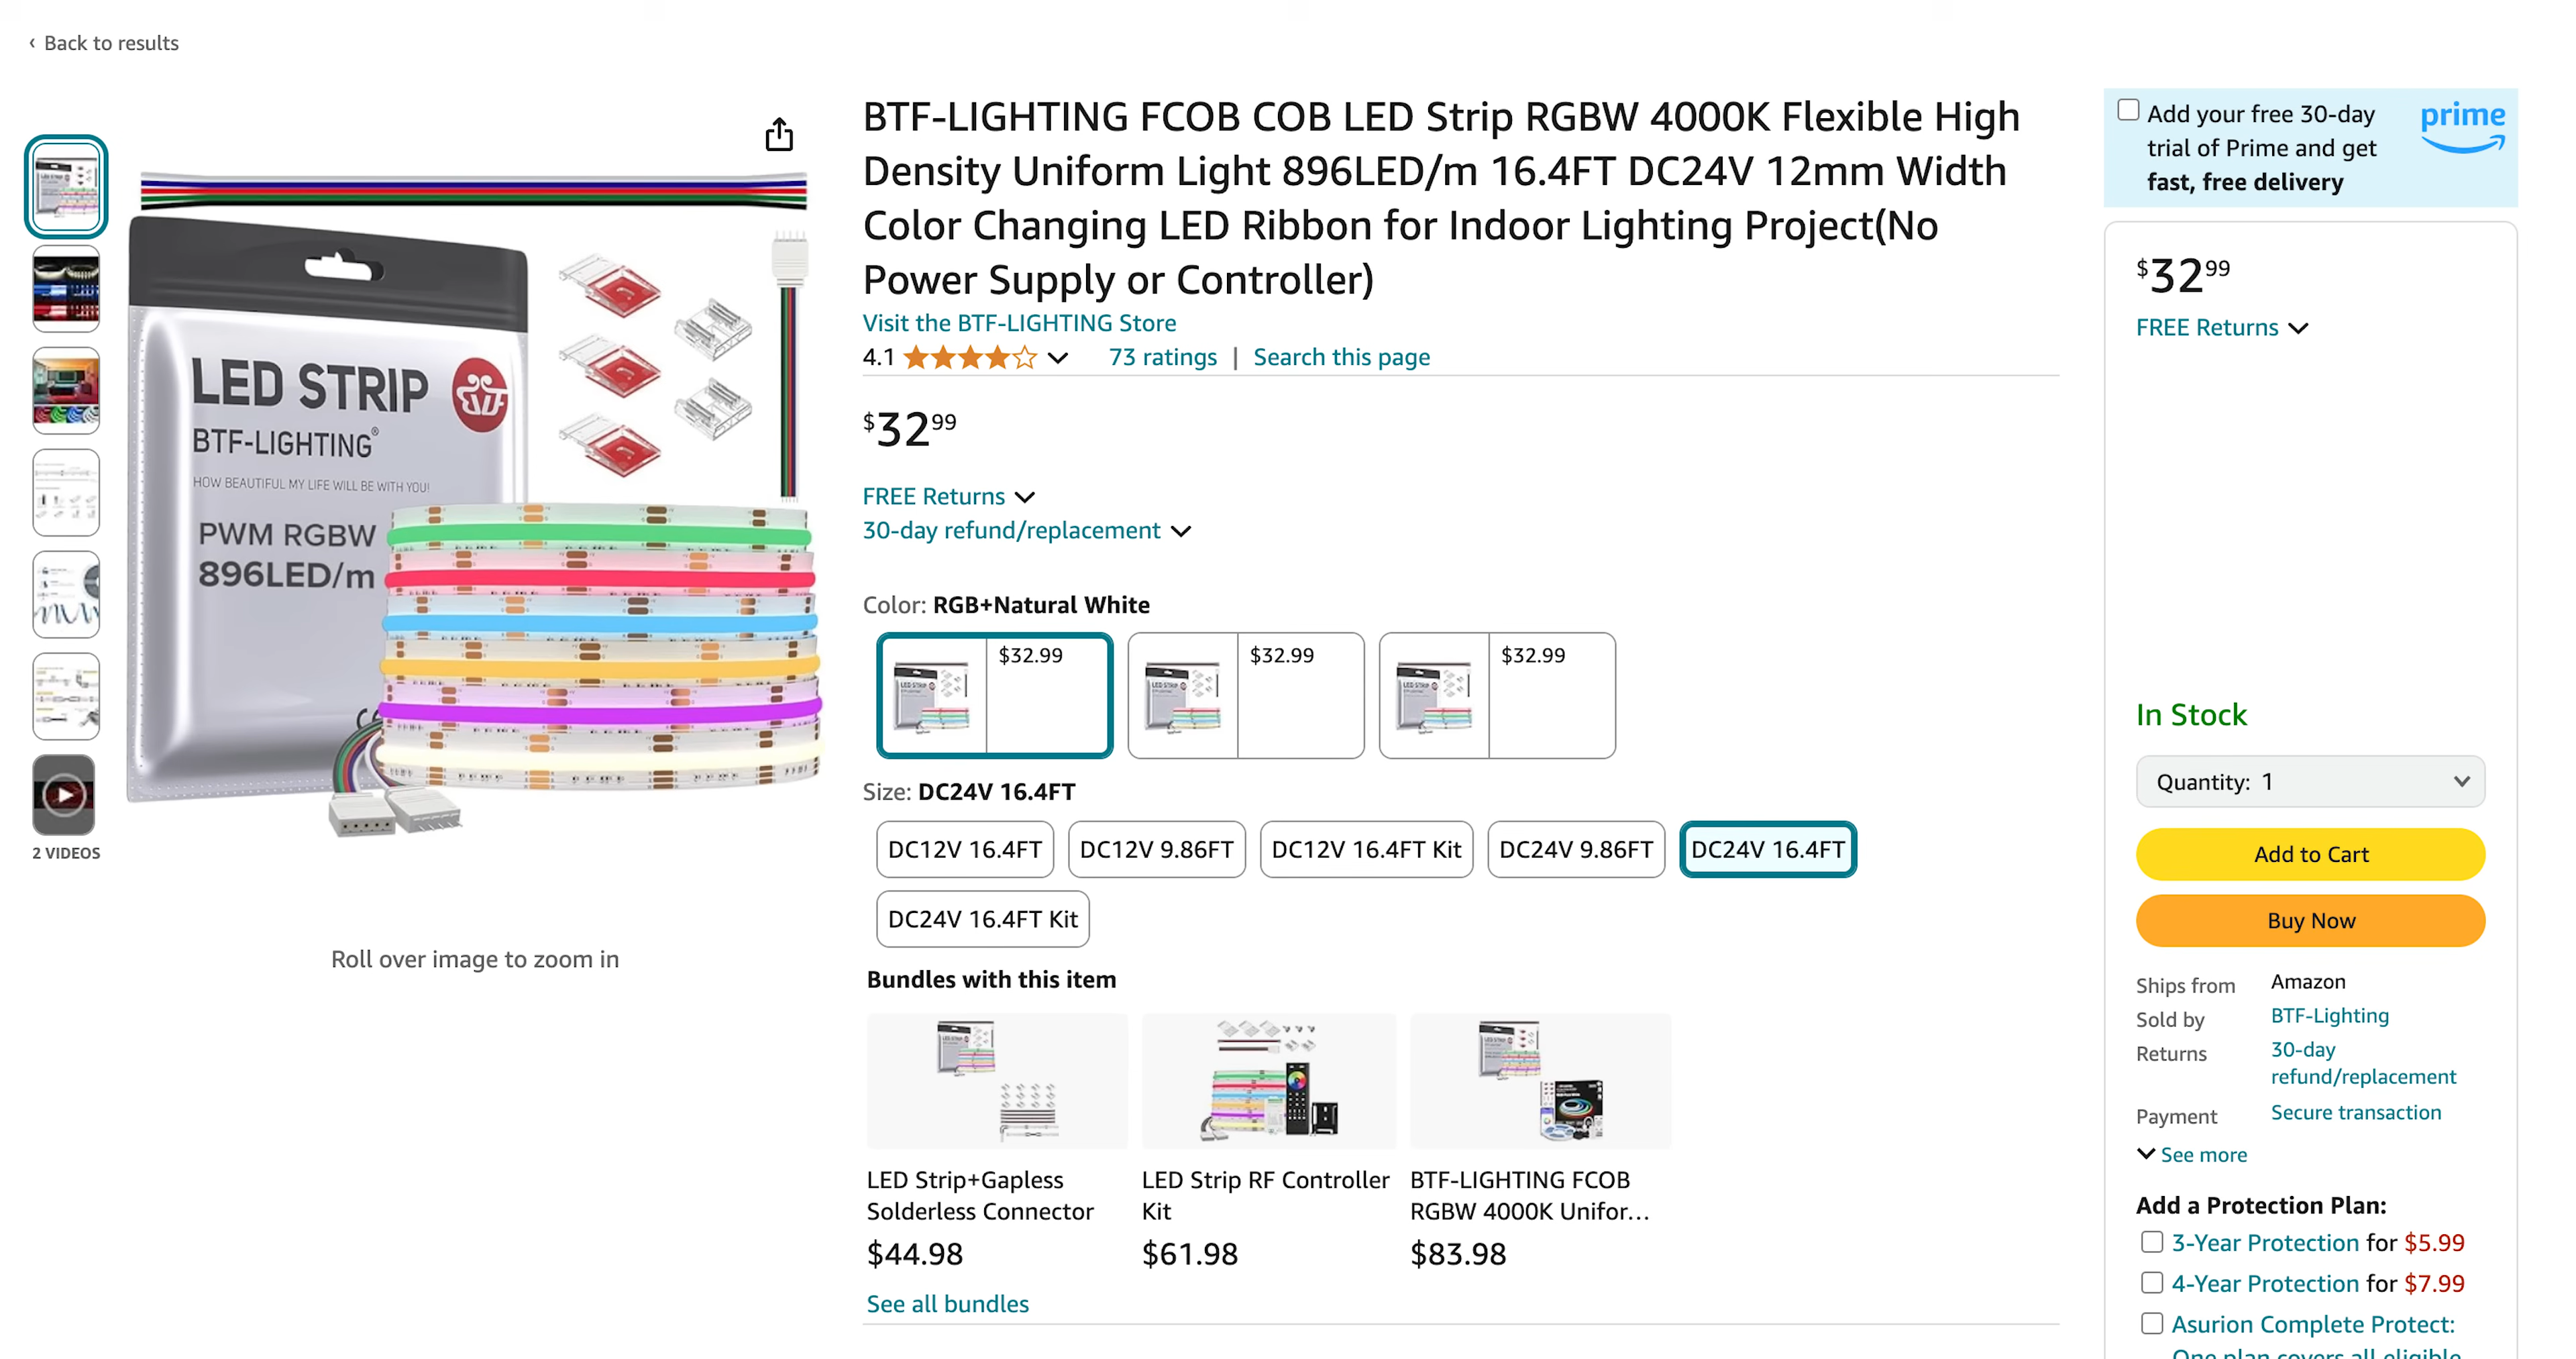 ‹ Back to results
LED STRIP
BTF-LIGHTING®
HOW BEAUTIFUL MY LIFE WILL BE WITH YOU!
PWM RGBW
896LED/m
2 VIDEOS
Roll over image to zoom in
BTF-LIGHTING FCOB COB LED Strip RGBW 4000K Flexible High
Density Uniform Light 896LED/m 16.4FT DC24V 12mm Width
Color Changing LED Ribbon for Indoor Lighting Project(No
Power Supply or Controller)
Visit the BTF-LIGHTING Store
4.1 73 ratings | Search this page
$32.99
FREE Returns
30-day refund/replacement
Color: RGB+Natural White
$32.99 $32.99 $32.99
Size: DC24V 16.4FT
DC12V 16.4FT DC12V 9.86FT DC12V 16.4FT Kit DC24V 9.86FT DC24V 16.4FT
DC24V 16.4FT Kit
Bundles with this item
LED Strip+Gapless
Solderless Connector
$44.98
LED Strip RF Controller
Kit
$61.98
BTF-LIGHTING FCOB
RGBW 4000K Unifor…
$83.98
See all bundles
Add your free 30-day
trial of Prime and get
fast, free delivery
prime
$32.99
FREE Returns
In Stock
Quantity: 1
Add to Cart
Buy Now
Ships from Amazon
Sold by BTF-Lighting
Returns 30-day
refund/replacement
Payment Secure transaction
See more
Add a Protection Plan:
3-Year Protection for $5.99
4-Year Protection for $7.99
Asurion Complete Protect:
One plan covers all eligible